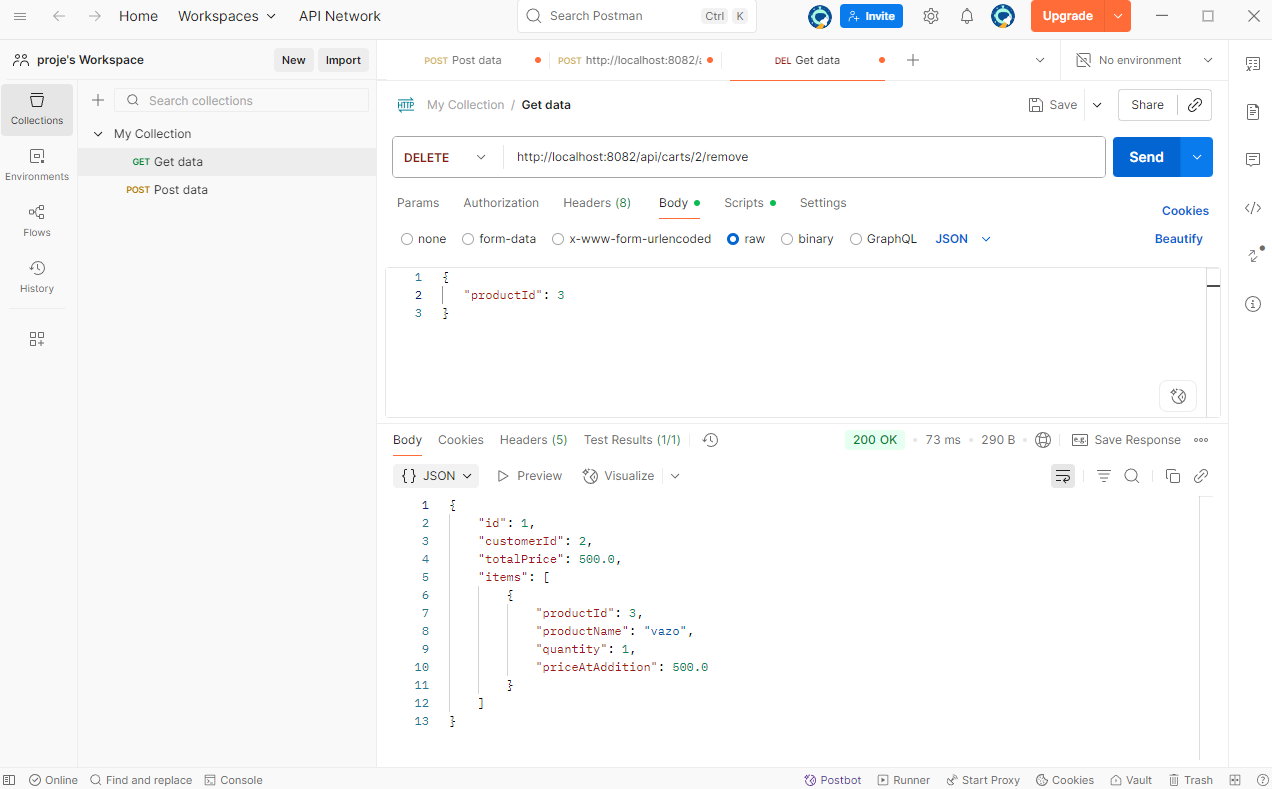 Home Workspaces API Network Search Postman Ctrl K Invite Upgrade
proje's Workspace New Import POST Post data POST http://localhost:8082/a DEL Get data No environment
Collections
Environments
Flows
History
Search collections
My Collection
GET Get data
POST Post data
HTTP My Collection / Get data Save Share
DELETE http://localhost:8082/api/carts/2/remove Send
Params Authorization Headers (8) Body Scripts Settings Cookies
none form-data x-www-form-urlencoded raw binary GraphQL JSON Beautify
1 {
2 "productId": 3
3 }
Body Cookies Headers (5) Test Results (1/1) 200 OK 73 ms 290 B e.g. Save Response
{} JSON Preview Visualize
1 {
2 "id": 1,
3 "customerId": 2,
4 "totalPrice": 500.0,
5 "items": [
6 {
7 "productId": 3,
8 "productName": "vazo",
9 "quantity": 1,
10 "priceAtAddition": 500.0
11 }
12 ]
13 }
Online Find and replace Console Postbot Runner Start Proxy Cookies Vault Trash